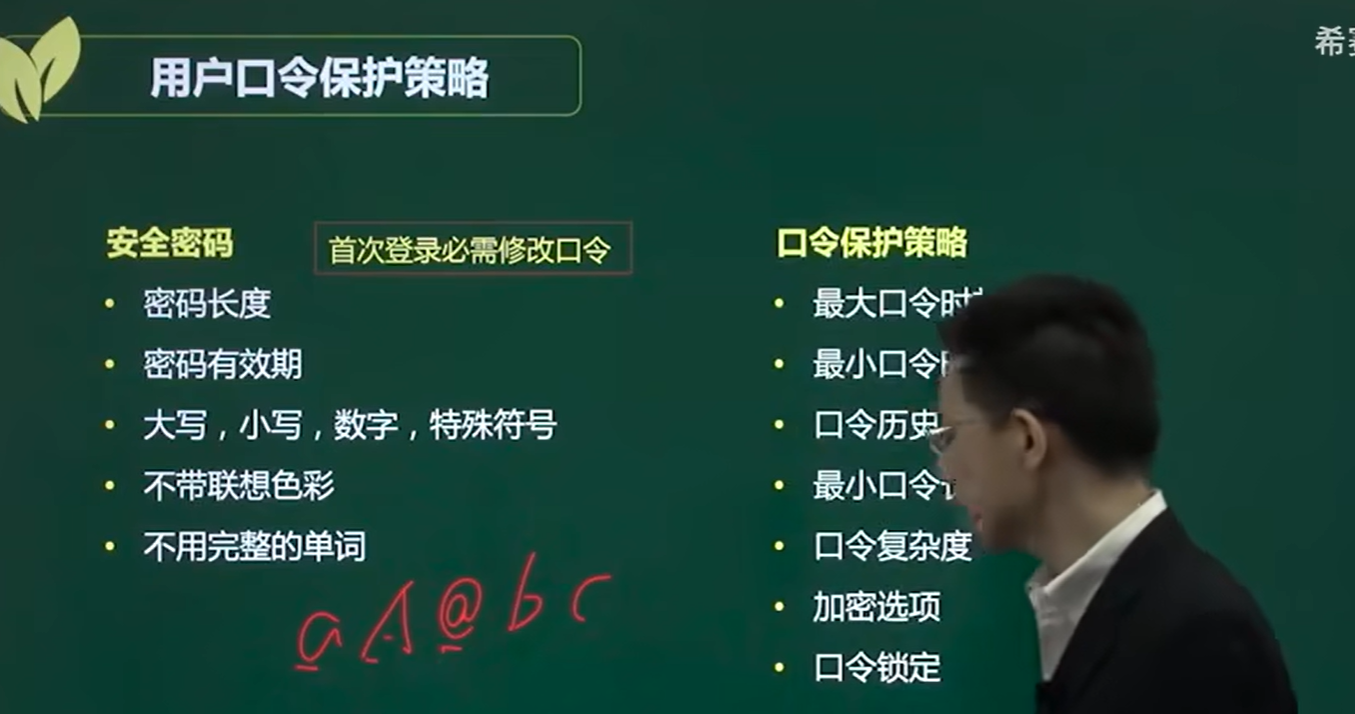 希
用户口令保护策略
安全密码
首次登录必需修改口令
密码长度
密码有效期
大写，小写，数字，特殊符号
不带联想色彩
不用完整的单词
aA@bc
口令保护策略
最大口令时
最小口令
口令历史
最小口令
口令复杂度
加密选项
口令锁定